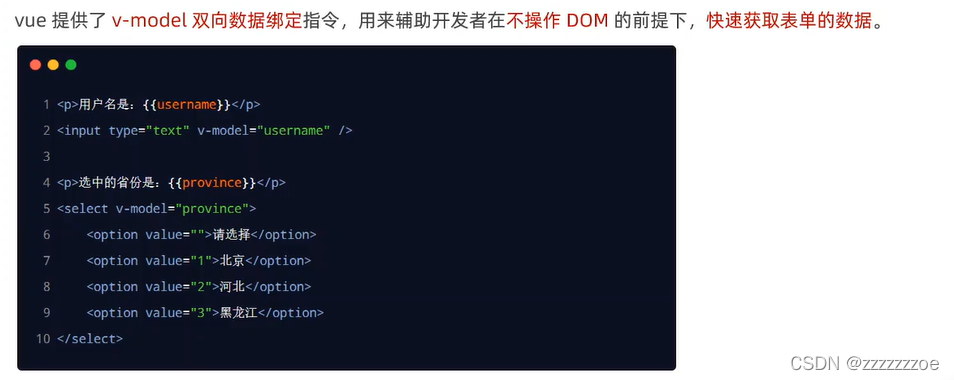 vue 提供了 v-model 双向数据绑定指令，用来辅助开发者在不操作 DOM 的前提下，快速获取表单的数据。
1 <p>用户名是：{{username}}</p>
2 <input type="text" v-model="username" />
3
4 <p>选中的省份是：{{province}}</p>
5 <select v-model="province">
6     <option value="">请选择</option>
7     <option value="1">北京</option>
8     <option value="2">河北</option>
9     <option value="3">黑龙江</option>
10 </select>
CSDN @zzzzzzzoe